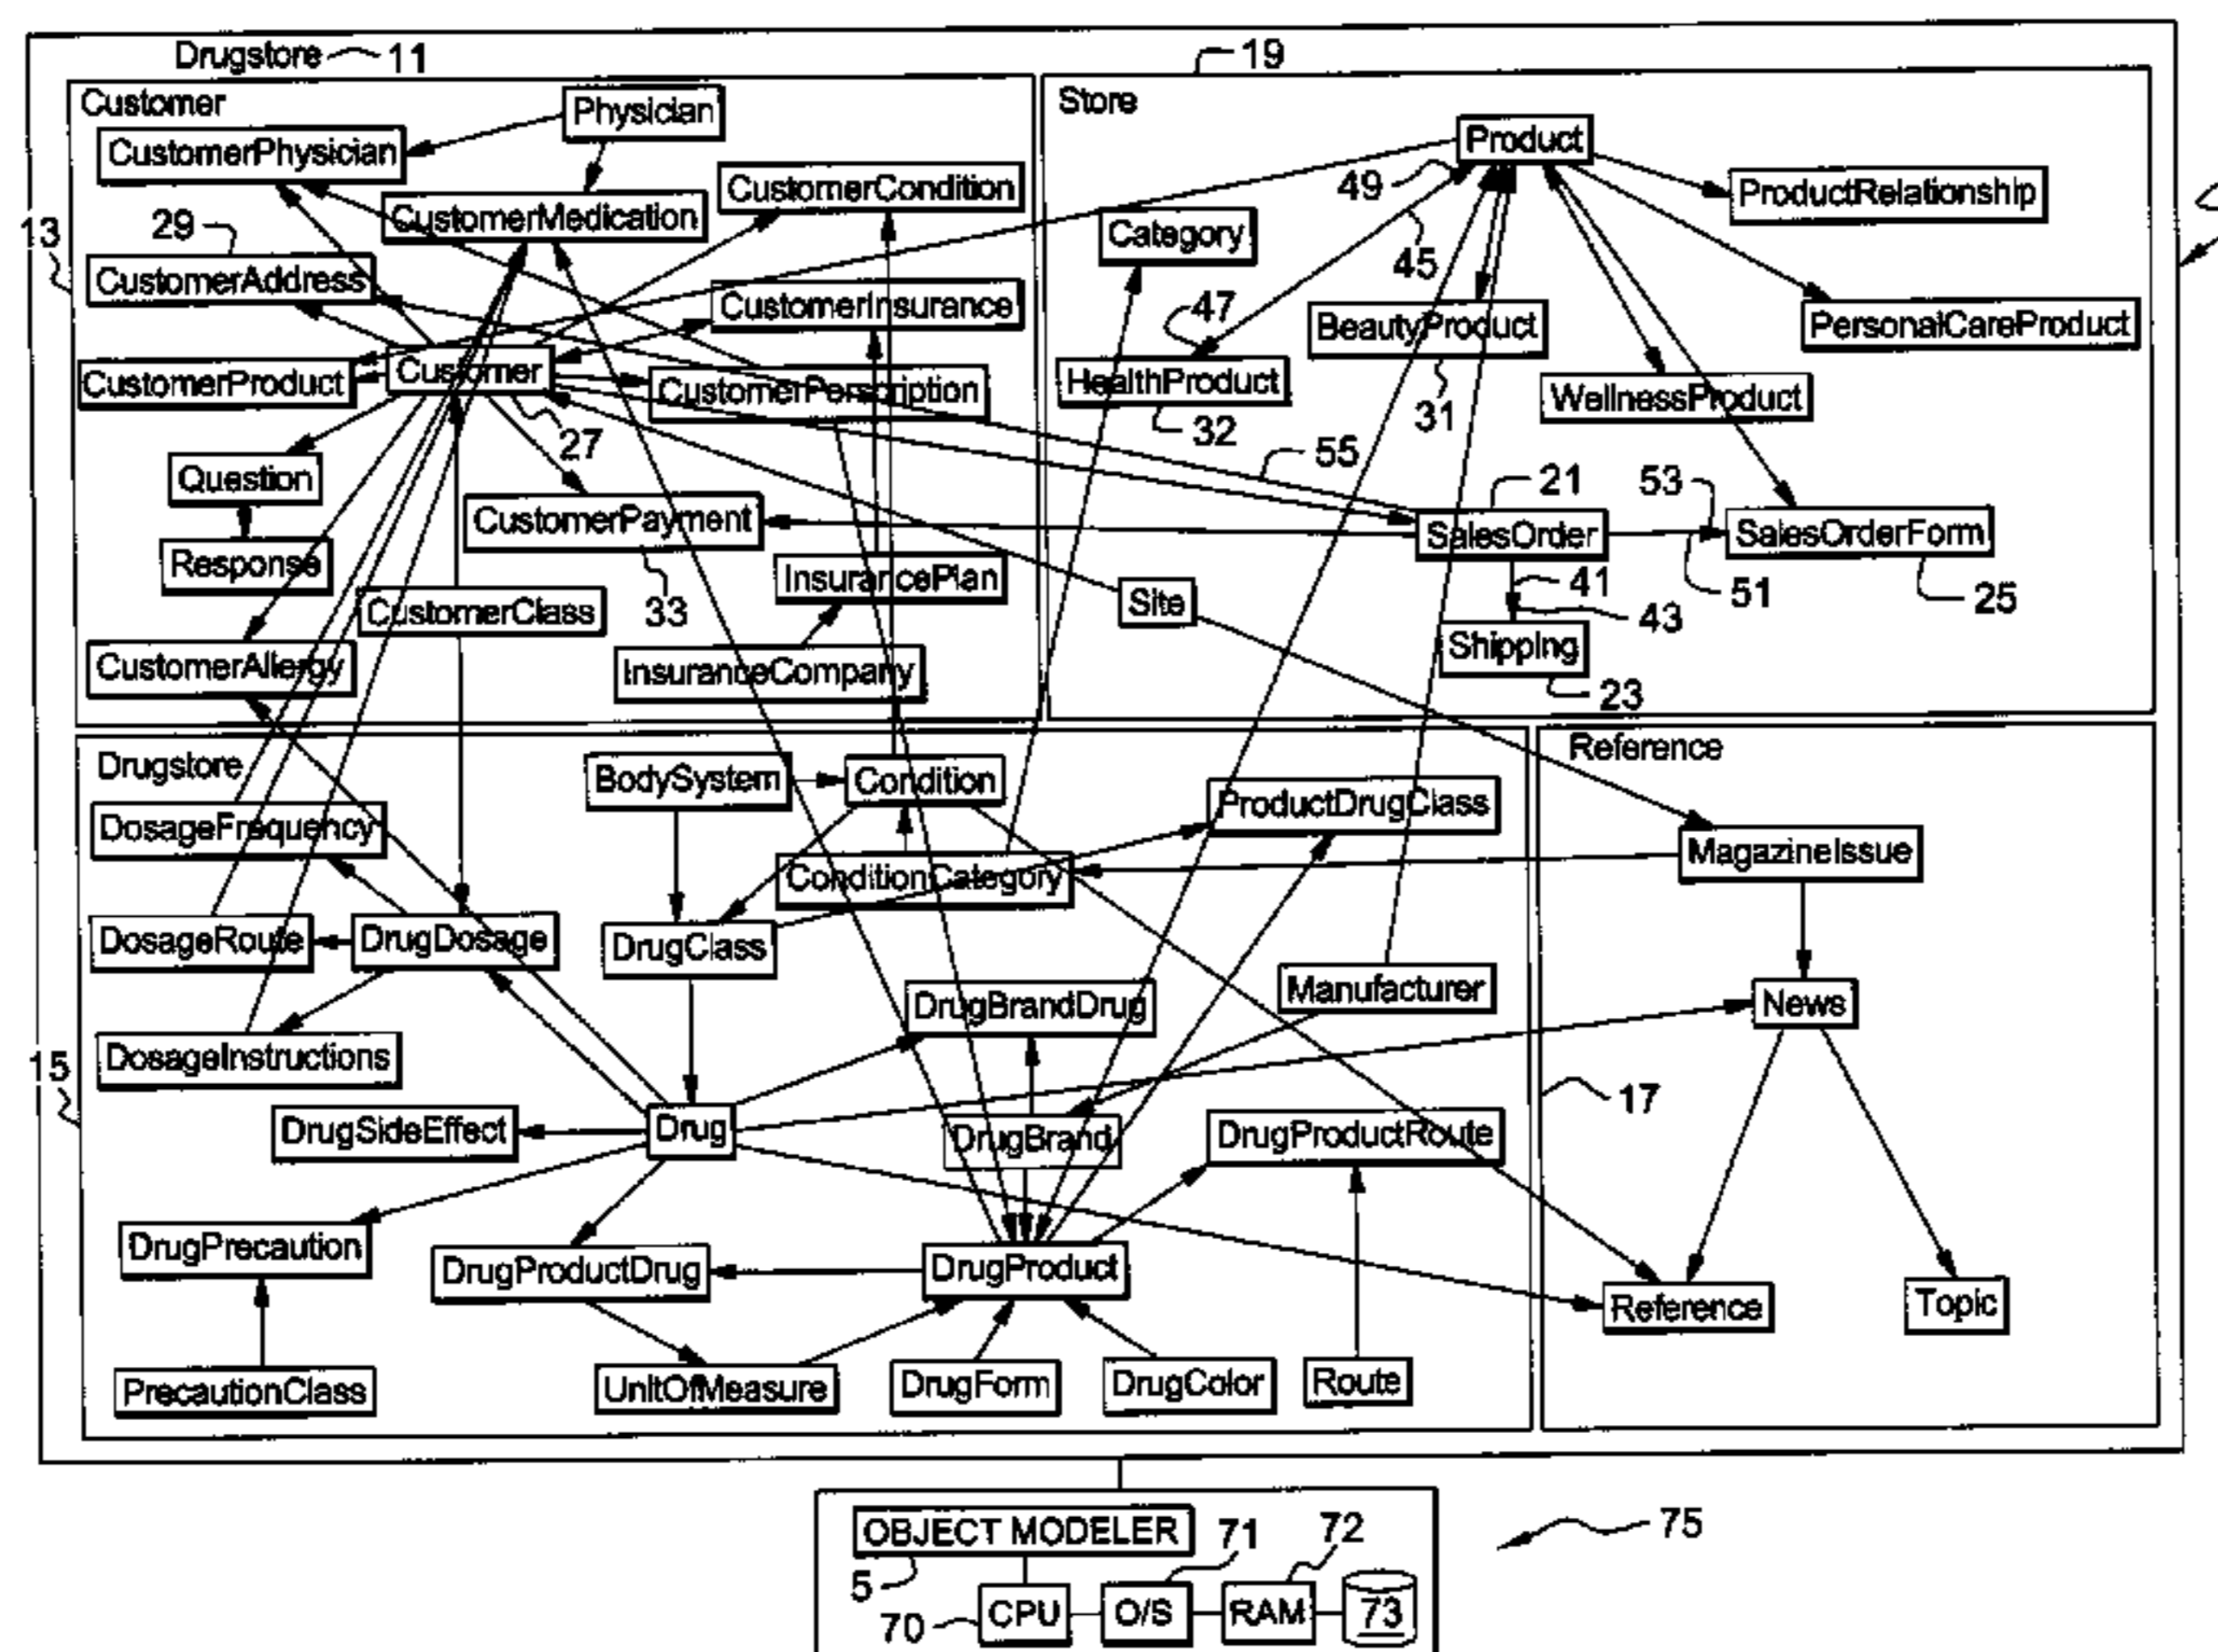 Drugstore 11
19
Customer
Physician
CustomerPhysician
CustomerCondition
CustomerMedication
13
29
CustomerAddress
CustomerInsurance
Customer
CustomerProduct
CustomerPerscription
27
Question
CustomerPayment
Response
InsurancePlan
33
CustomerClass
CustomerAllergy
InsuranceCompany
Store
Product
49
ProductRelationship
Category
45
47
BeautyProduct
PersonalCareProduct
HealthProduct
WellnessProduct
32
31
55
21
53
SalesOrder
SalesOrderForm
41
51
25
Site
43
Shipping
23
Drugstore
BodySystem
Condition
ProductDrugClass
DosageFrequency
ConditionCategory
DosageRoute
DrugDosage
DrugClass
Manufacturer
DrugBrandDrug
DosageInstructions
15
DrugSideEffect
Drug
DrugBrand
DrugProductRoute
DrugPrecaution
DrugProductDrug
DrugProduct
PrecautionClass
UnitOfMeasure
DrugForm
DrugColor
Route
Reference
MagazineIssue
News
17
Reference
Topic
OBJECT MODELER
71
72
75
5
70
CPU
O/S
RAM
73